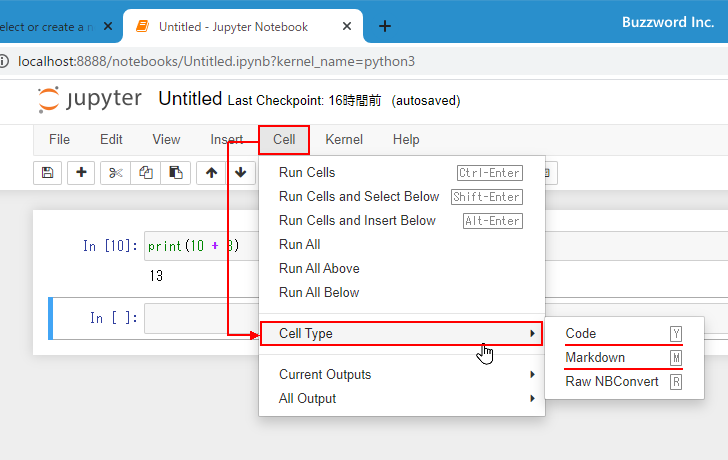 elect or create a n
Untitled - Jupyter Notebook
Buzzword Inc.
localhost:8888/notebooks/Untitled.ipynb?kernel_name=python3
jupyter Untitled Last Checkpoint: 16時間前 (autosaved)
File Edit View Insert Cell Kernel Help
Run Cells Ctrl-Enter
Run Cells and Select Below Shift-Enter
Run Cells and Insert Below Alt-Enter
Run All
Run All Above
Run All Below
In [10]: print(10 + 3)
13
In [ ]:
Cell Type
Code Y
Markdown M
Raw NBConvert R
Current Outputs
All Output